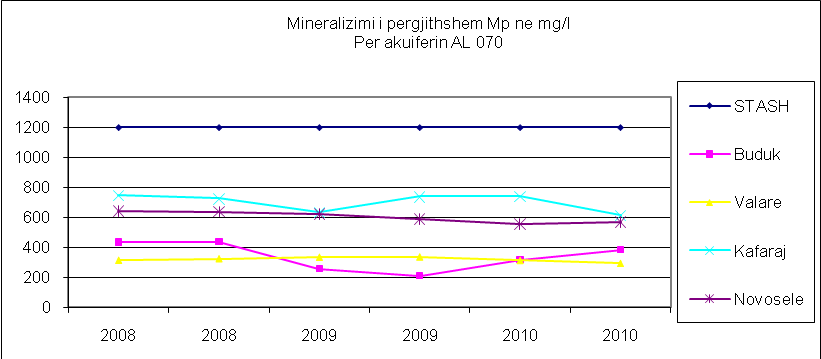 Mineralizimi i pergjithshem Mp ne mg/l
Per akuiferin AL 070
1400
1200
1000
800
600
400
200
0
2008 2008 2009 2009 2010 2010
STASH
Buduk
Valare
Kafaraj
Novosele